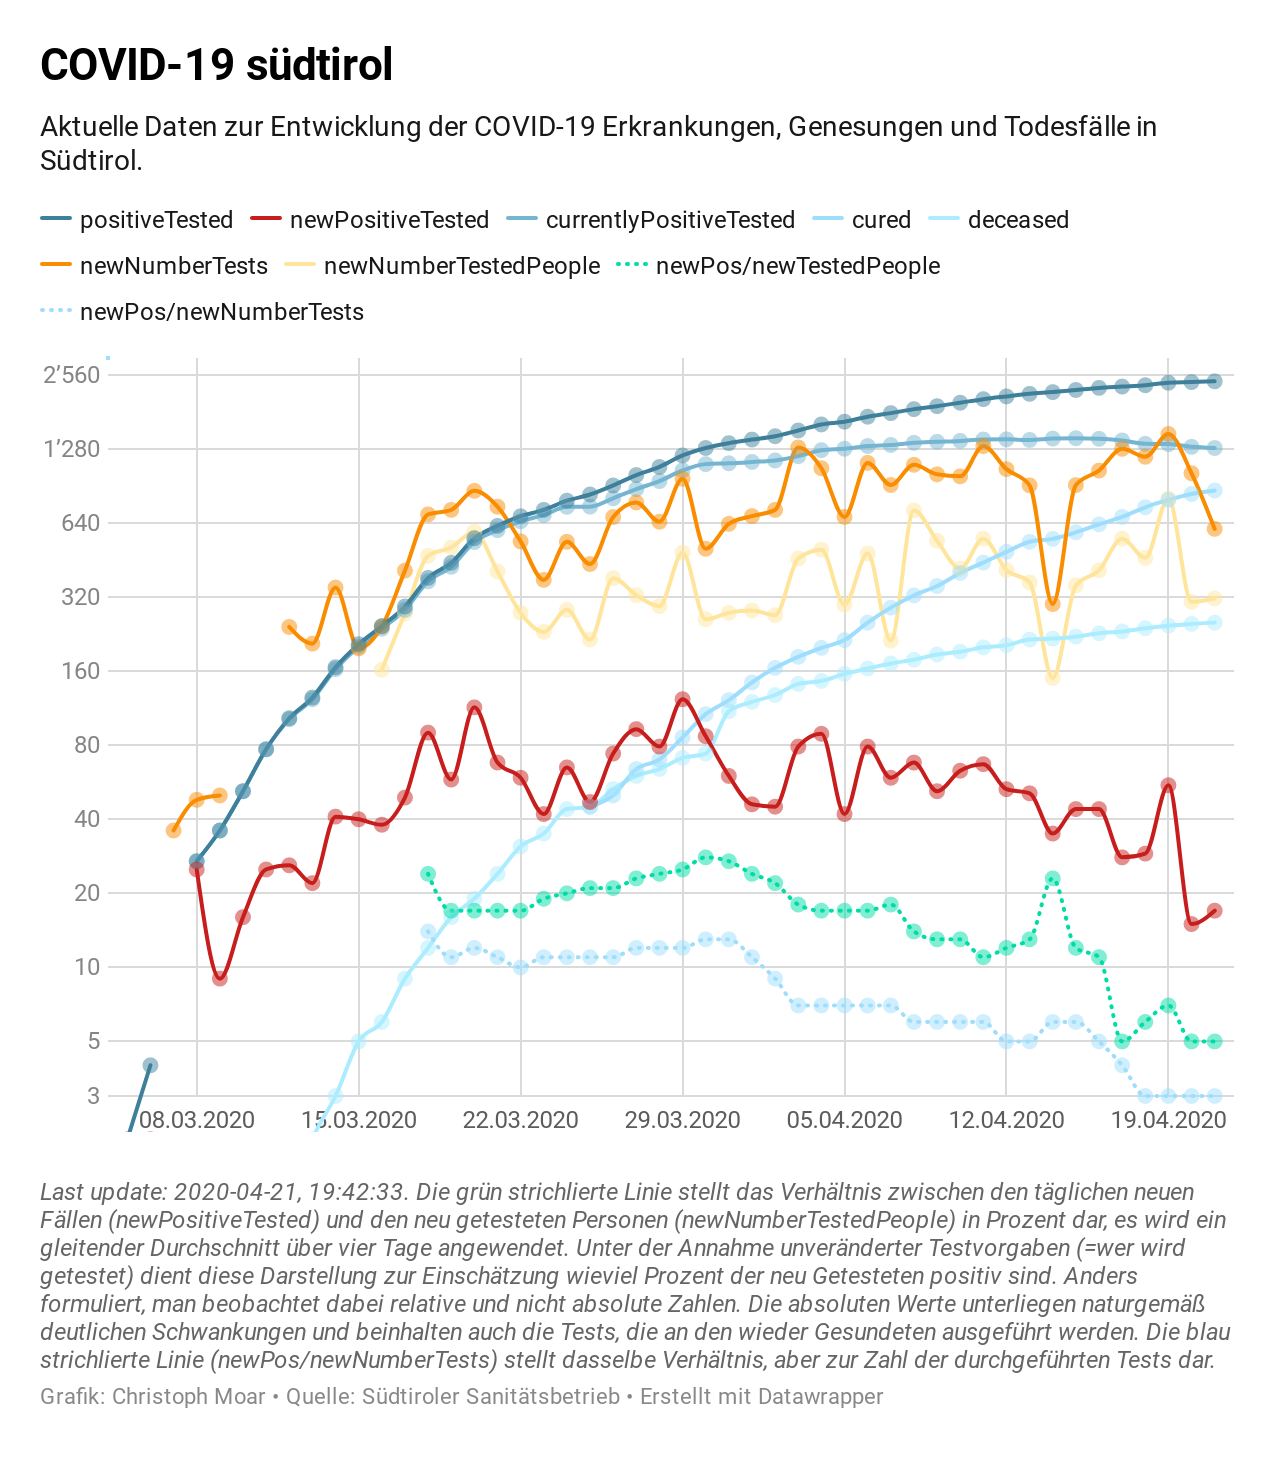 COVID-19 südtirol
Aktuelle Daten zur Entwicklung der COVID-19 Erkrankungen, Genesungen und Todesfälle in
Südtirol.
positiveTested newPositiveTested currentlyPositiveTested cured deceased
newNumberTests newNumberTestedPeople newPos/newTestedPeople
newPos/newNumberTests
2’560
1’280
640
320
160
80
40
20
10
5
3
08.03.2020 15.03.2020 22.03.2020 29.03.2020 05.04.2020 12.04.2020 19.04.2020
Last update: 2020-04-21, 19:42:33. Die grün strichlierte Linie stellt das Verhältnis zwischen den täglichen neuen
Fällen (newPositiveTested) und den neu getesteten Personen (newNumberTestedPeople) in Prozent dar, es wird ein
gleitender Durchschnitt über vier Tage angewendet. Unter der Annahme unveränderter Testvorgaben (=wer wird
getestet) dient diese Darstellung zur Einschätzung wieviel Prozent der neu Getesteten positiv sind. Anders
formuliert, man beobachtet dabei relative und nicht absolute Zahlen. Die absoluten Werte unterliegen naturgemäß
deutlichen Schwankungen und beinhalten auch die Tests, die an den wieder Gesundeten ausgeführt werden. Die blau
strichlierte Linie (newPos/newNumberTests) stellt dasselbe Verhältnis, aber zur Zahl der durchgeführten Tests dar.
Grafik: Christoph Moar • Quelle: Südtiroler Sanitätsbetrieb • Erstellt mit Datawrapper